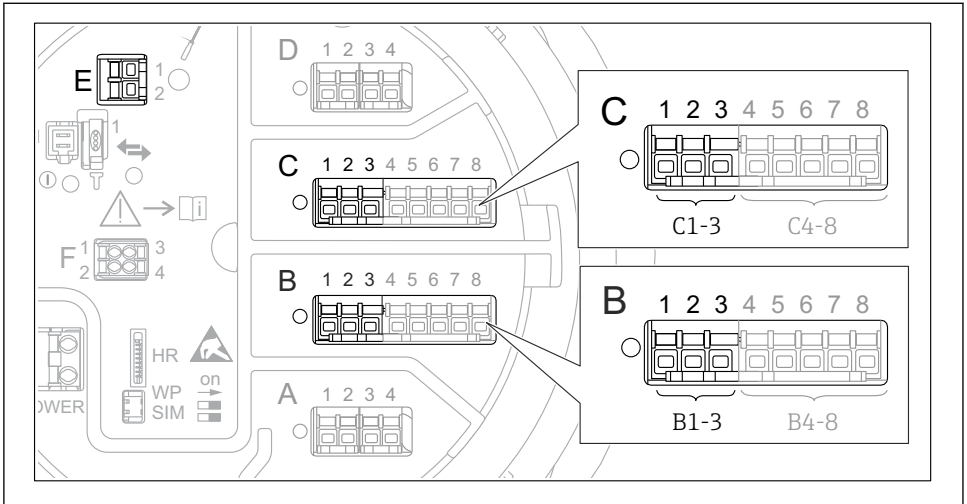 D 1 2 3 4
E 1
2
1
C 1 2 3 4 5 6 7 8
i
F 1 3
2 4
B 1 2 3 4 5 6 7 8
HR
WP on
SIM
OWER
A 1 2 3 4
C 1 2 3 4 5 6 7 8
C1-3 C4-8
B 1 2 3 4 5 6 7 8
B1-3 B4-8